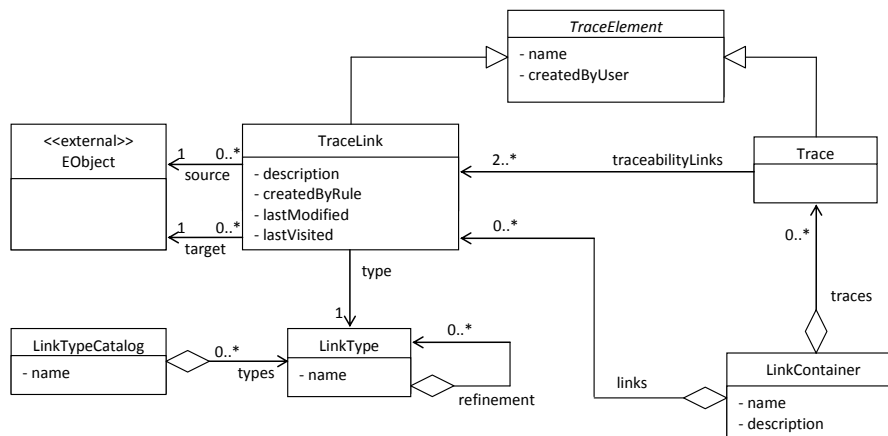 TraceElement
- name
- createdByUser
<<external>>
EObject
1
0..*
source
1
0..*
target
TraceLink
- description
- createdByRule
- lastModified
- lastVisited
2..*
traceabilityLinks
Trace
0..*
0..*
type
traces
1
0..*
LinkTypeCatalog
- name
0..*
types
LinkType
- name
refinement
links
LinkContainer
- name
- description